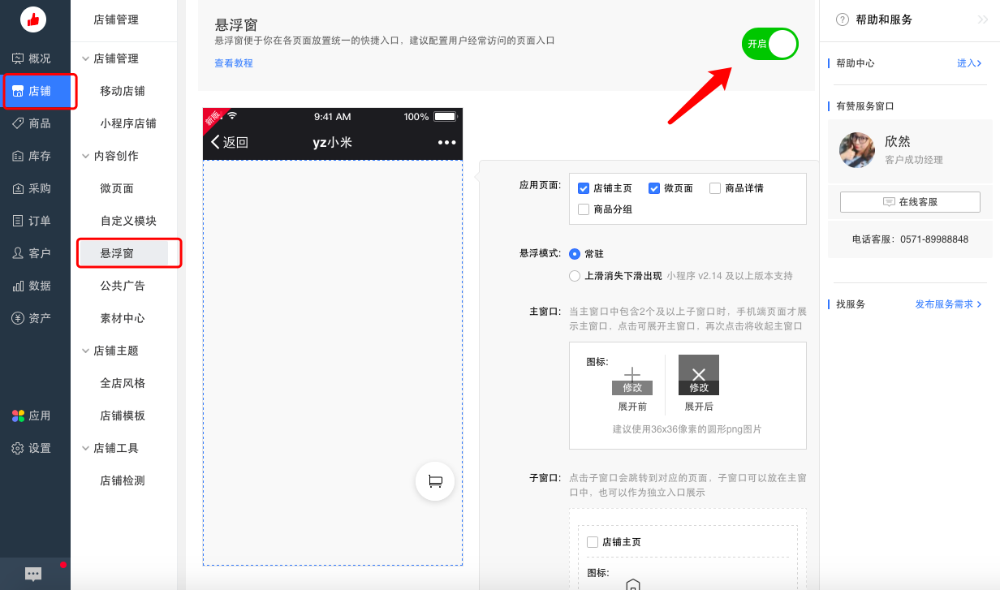 概况
店铺
商品
库存
采购
订单
客户
数据
资产
应用
设置
店铺管理
店铺管理
移动店铺
小程序店铺
内容创作
微页面
自定义模块
悬浮窗
公共广告
素材中心
店铺主题
全店风格
店铺模板
店铺工具
店铺检测
悬浮窗
悬浮窗便于你在各页面放置统一的快捷入口，建议配置用户经常访问的页面入口
查看教程
开启
新版
9:41 AM
100%
返回
yz小米
应用页面:
店铺主页
微页面
商品详情
商品分组
悬浮模式:
常驻
上滑消失下滑出现 小程序 v2.14 及以上版本支持
主窗口:
当主窗口中包含2个及以上子窗口时，手机端页面才展
示主窗口，点击可展开主窗口，再次点击将收起主窗口
图标:
修改
修改
展开前
展开后
建议使用36x36像素的圆形png图片
子窗口:
点击子窗口会跳转到对应的页面，子窗口可以放在主窗
口中，也可以作为独立入口展示
店铺主页
图标:
? 帮助和服务
帮助中心
进入
有赞服务窗口
欣然
客户成功经理
在线客服
电话客服：0571-89988848
找服务
发布服务需求